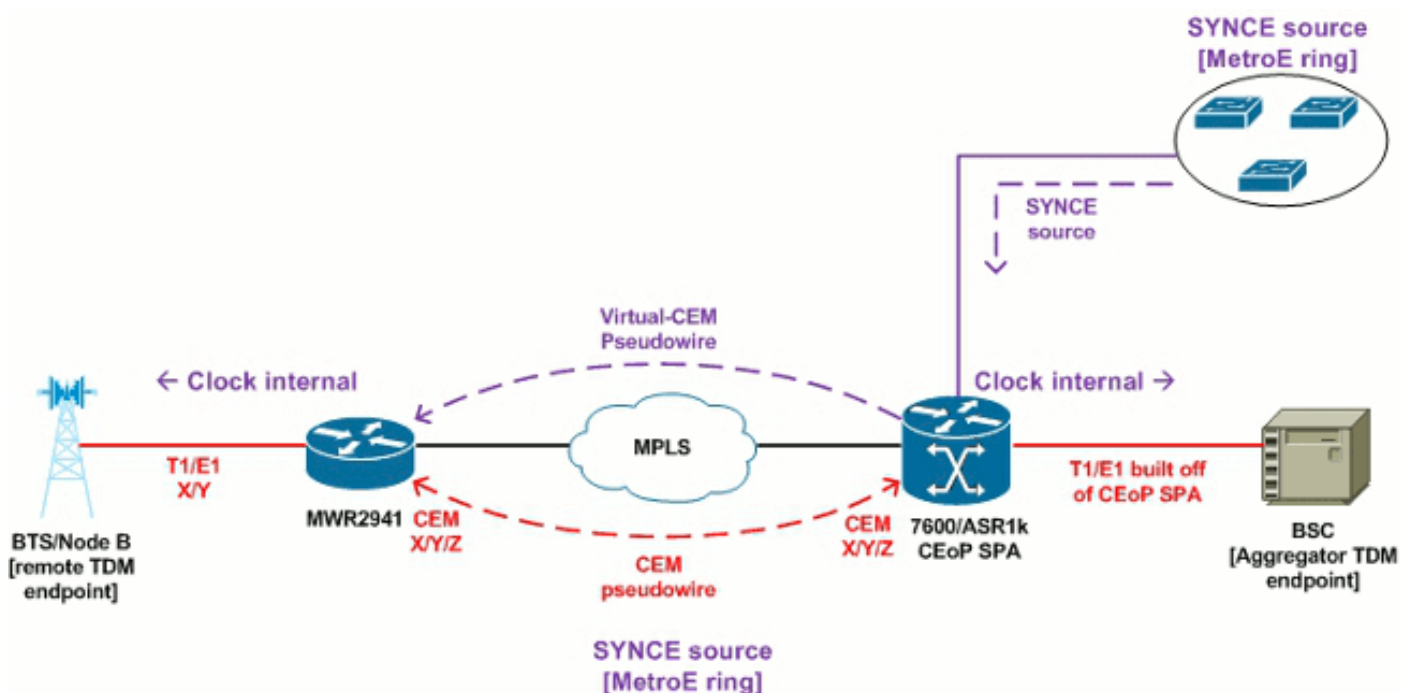 SYNCE source
[MetroE ring]
SYNCE
source
Virtual-CEM
Pseudowire
← Clock internal
Clock internal →
MPLS
T1/E1
X/Y
T1/E1 built off
of CEoP SPA
MWR2941
CEM
X/Y/Z
CEM
X/Y/Z
7600/ASR1k
CEoP SPA
BTS/Node B
[remote TDM
endpoint]
CEM
pseudowire
BSC
[Aggregator TDM
endpoint]
SYNCE source
[MetroE ring]